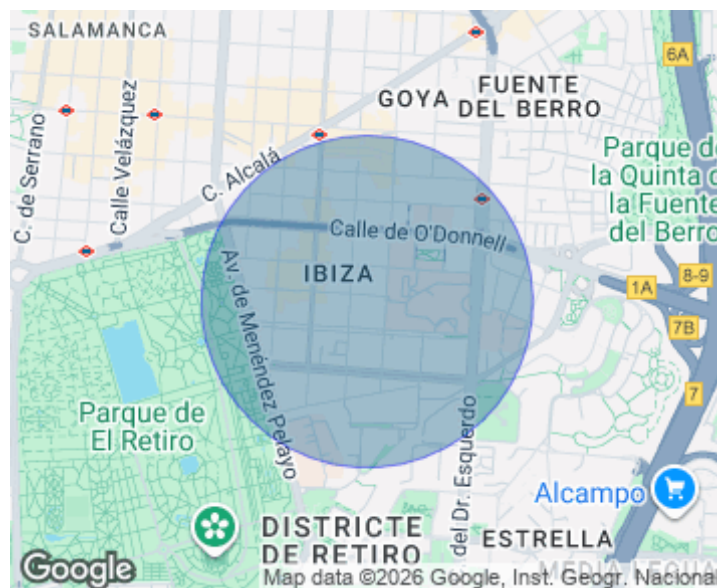 SALAMANCA
6A
GOYA
FUENTE
DEL BERRO
Calle Velázquez
C. de Serrano
C. Alcalá
Parque de
la Quinta d
la Fuente
del Berro
Calle de O'Donnell
IBIZA
8-9
1A
7B
Av. de Menéndez Pelayo
7
Parque de
El Retiro
del Dr. Esquerdo
Alcampo
DISTRICTE
DE RETIRO
ESTRELLA
Google
Map data ©2026 Google, Inst. Geogr. Nacional